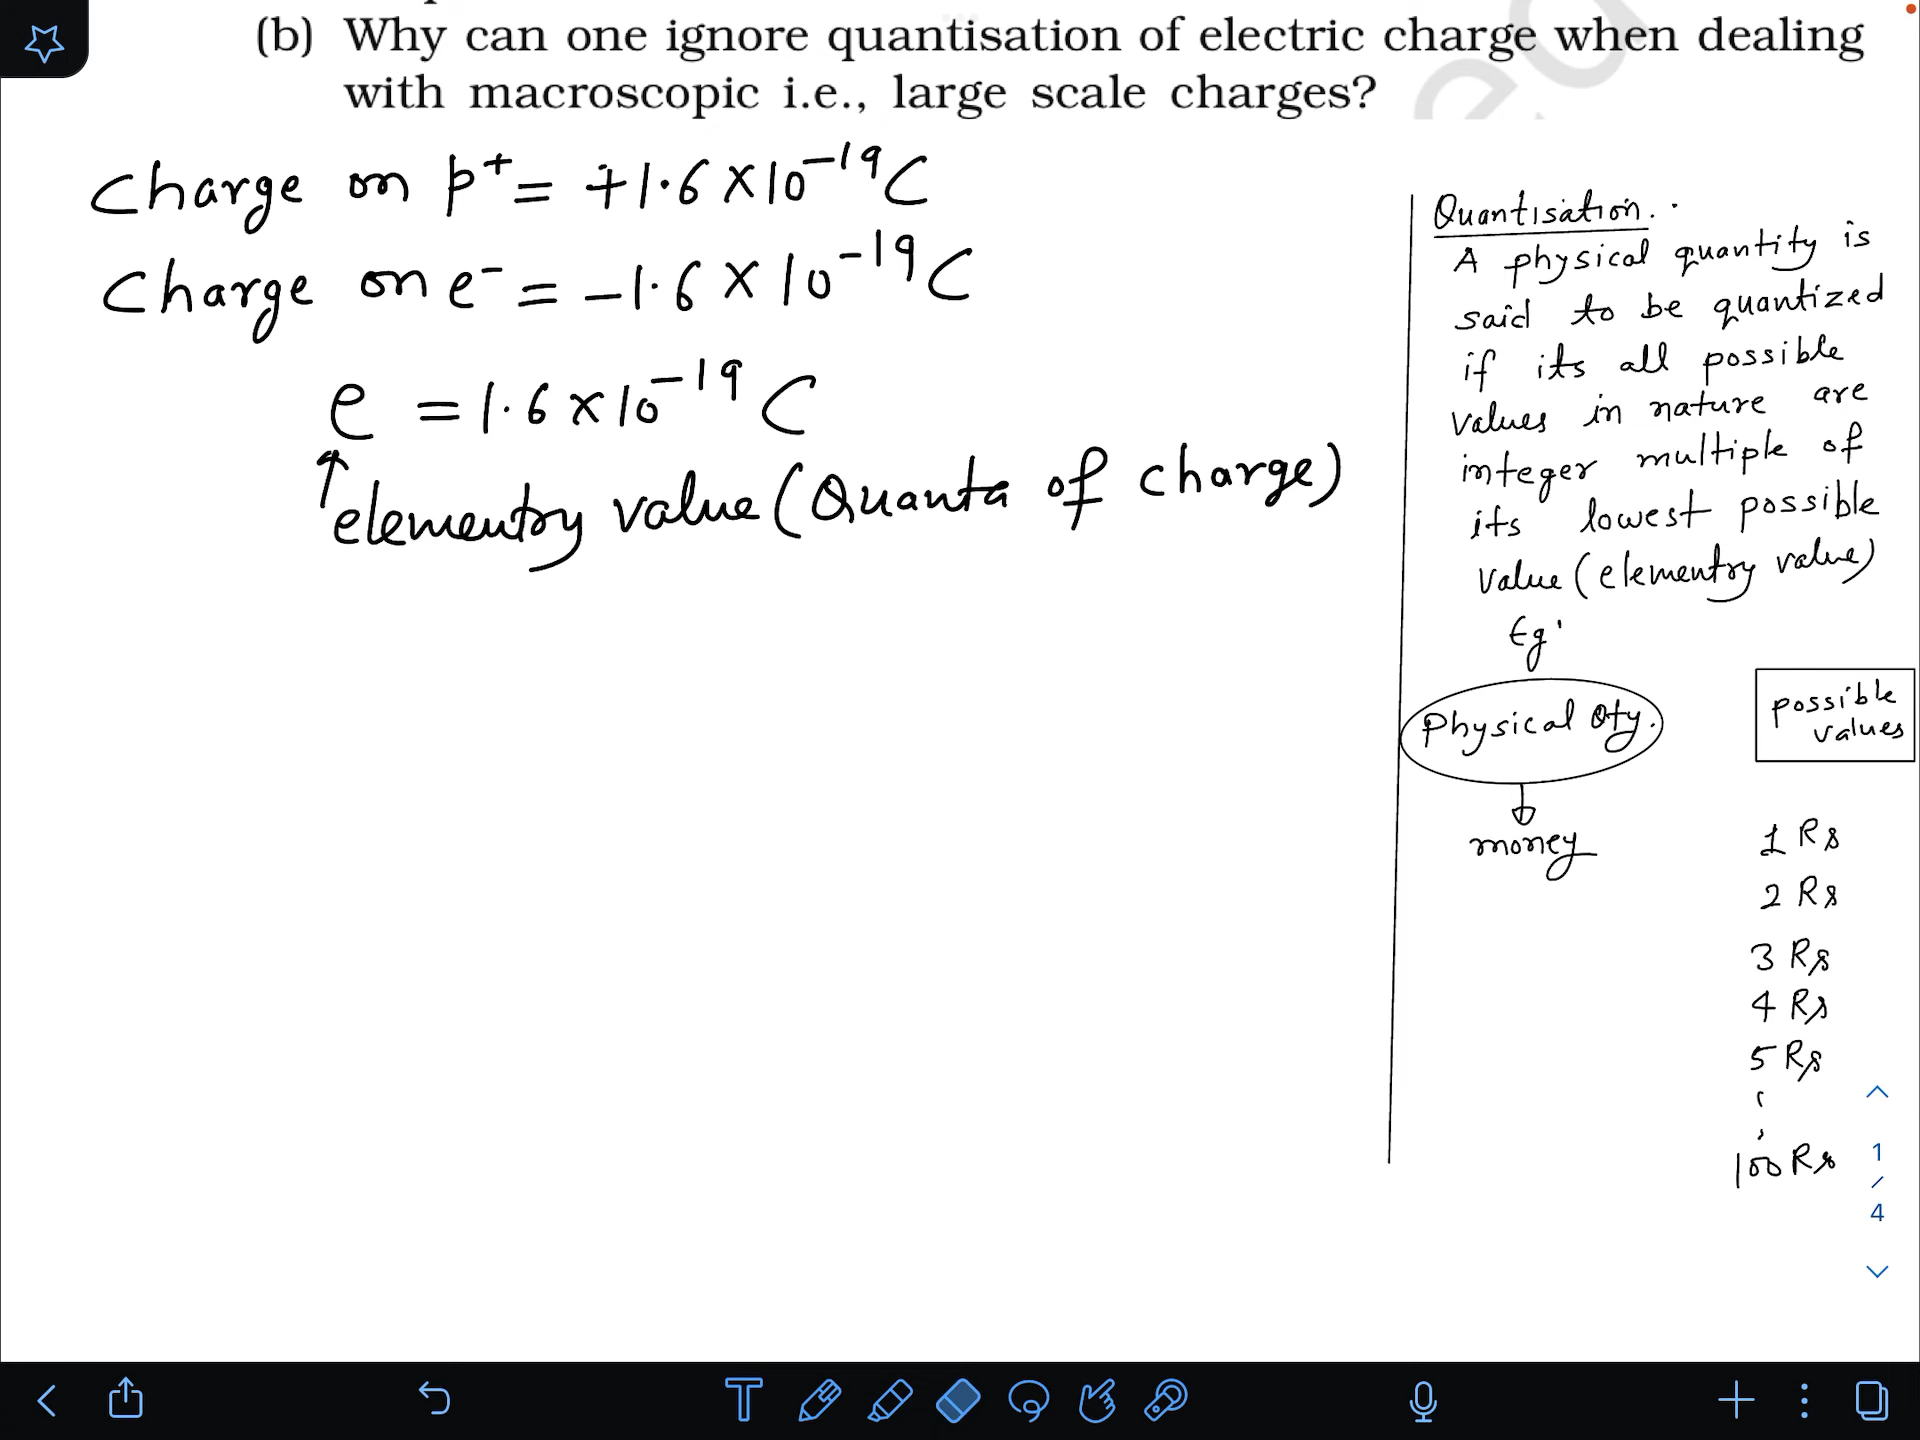 (b) Why can one ignore quantisation of electric charge when dealing
with macroscopic i.e., large scale charges?
Charge on p⁺ = +1.6 × 10⁻¹⁹ C
Charge on e⁻ = −1.6 × 10⁻¹⁹ C
e = 1.6 × 10⁻¹⁹ C
↑ elementry value (Quanta of charge)
Quantisation..
A physical quantity is
said to be quantized
if its all possible
values in nature are
integer multiple of
its lowest possible
value (elementry value)
Eg'
Physical Qty.
money
possible
values
1 Rs
2 Rs
3 Rs
4 Rs
5 Rs
100 Rs
1
/
4
T